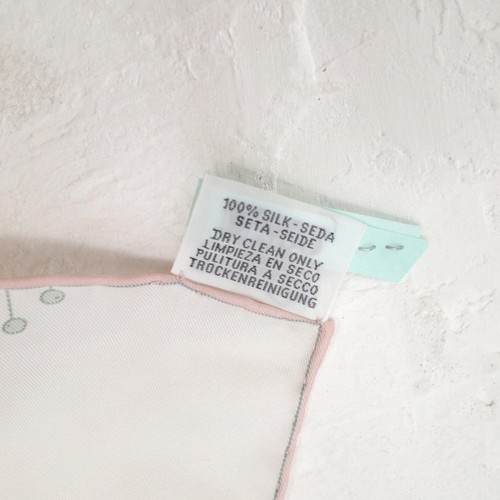 100% SILK-SEDA
SETA-SEIDE
DRY CLEAN ONLY
LIMPIEZA EN SECO
PULITURA A SECCO
TROCKENREINIGUNG